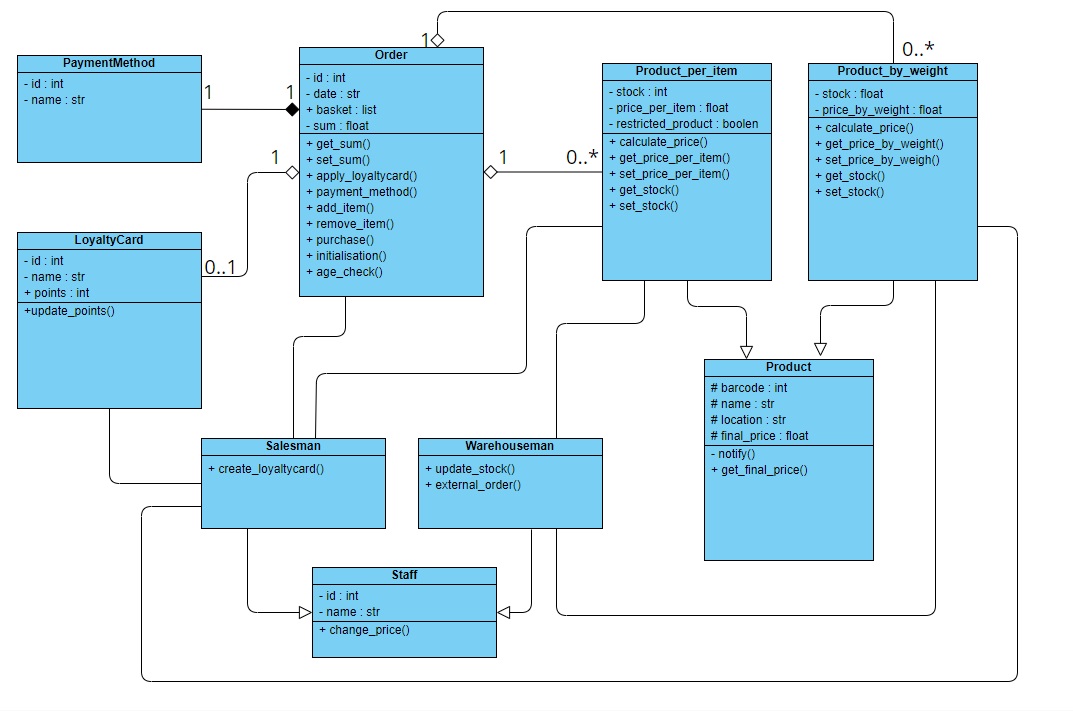 PaymentMethod
- id : int
- name : str
1
1
1
Order
- id : int
- date : str
+ basket : list
- sum : float
+ get_sum()
+ set_sum()
+ apply_loyaltycard()
+ payment_method()
+ add_item()
+ remove_item()
+ purchase()
+ initialisation()
+ age_check()
1
0..1
1
0..*
0..*
Product_per_item
- stock : int
- price_per_item : float
- restricted_product : boolen
+ calculate_price()
+ get_price_per_item()
+ set_price_per_item()
+ get_stock()
+ set_stock()
Product_by_weight
- stock : float
- price_by_weight : float
+ calculate_price()
+ get_price_by_weight()
+ set_price_by_weigh()
+ get_stock()
+ set_stock()
LoyaltyCard
- id : int
- name : str
+ points : int
+update_points()
Product
# barcode : int
# name : str
# location : str
# final_price : float
- notify()
+ get_final_price()
Salesman
+ create_loyaltycard()
Warehouseman
+ update_stock()
+ external_order()
Staff
- id : int
- name : str
+ change_price()